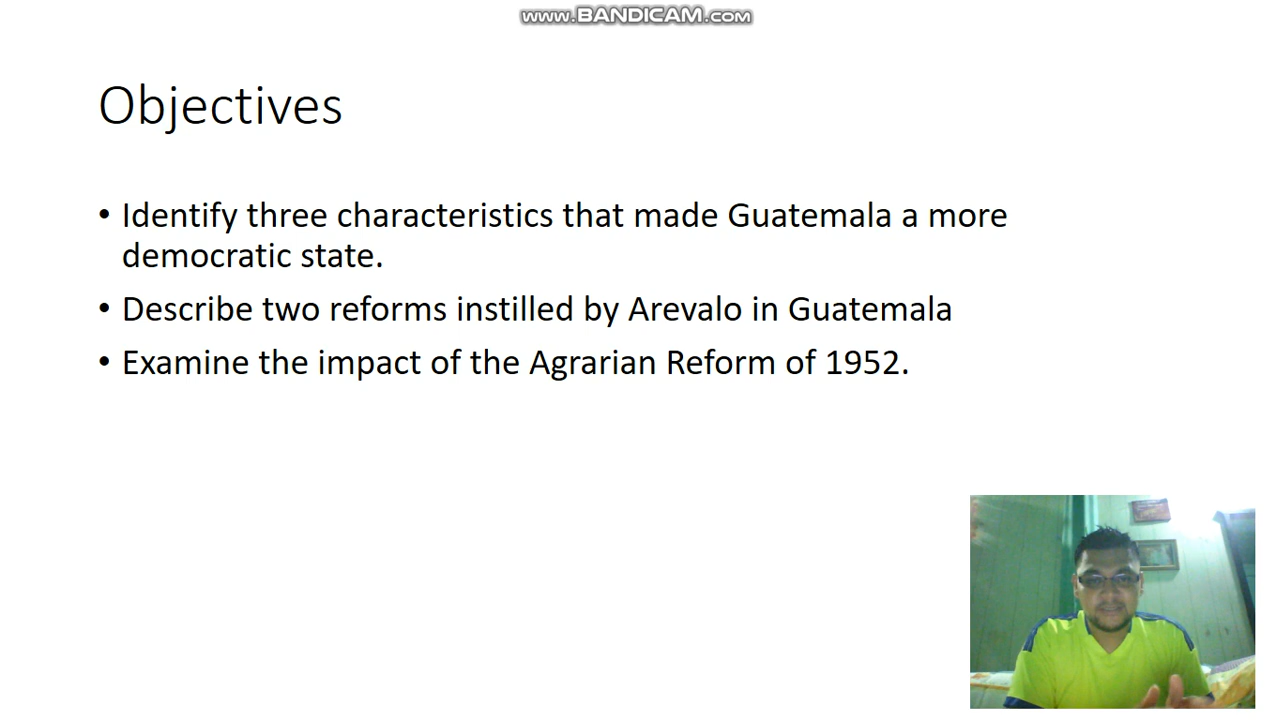 www.BANDICAM.com
Objectives
• Identify three characteristics that made Guatemala a more
democratic state.
• Describe two reforms instilled by Arevalo in Guatemala
• Examine the impact of the Agrarian Reform of 1952.